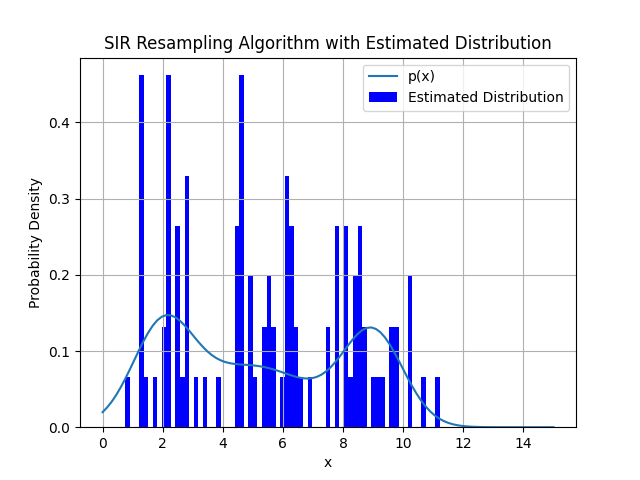 SIR Resampling Algorithm with Estimated Distribution
p(x)
Estimated Distribution
Probability Density
0.4
0.3
0.2
0.1
0.0
0 2 4 6 8 10 12 14
x